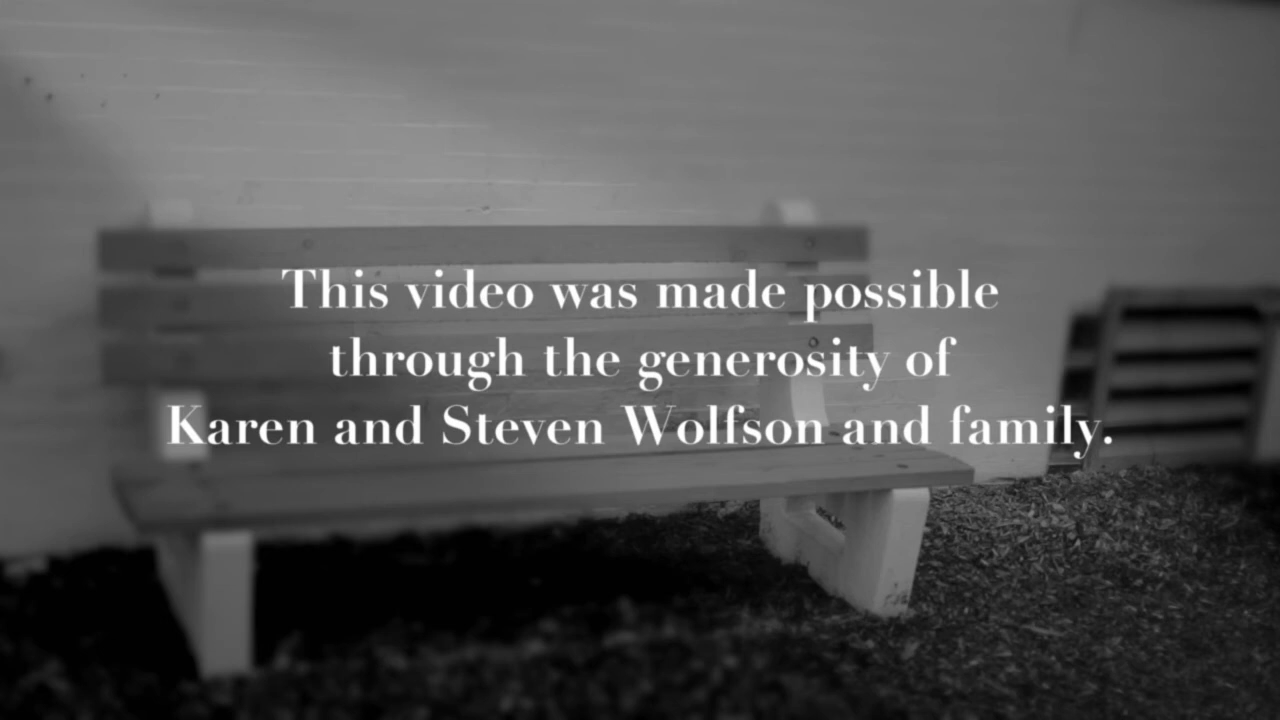 This video was made possible
through the generosity of
Karen and Steven Wolfson and family.